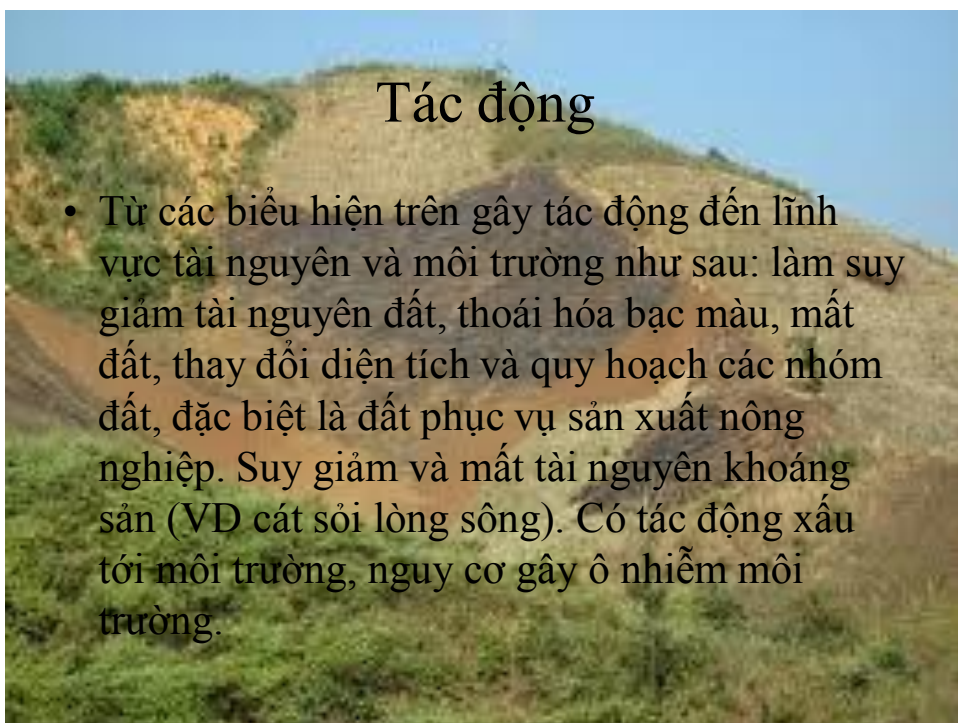 Tác động
• Từ các biểu hiện trên gây tác động đến lĩnh
vực tài nguyên và môi trường như sau: làm suy
giảm tài nguyên đất, thoái hóa bạc màu, mất
đất, thay đổi diện tích và quy hoạch các nhóm
đất, đặc biệt là đất phục vụ sản xuất nông
nghiệp. Suy giảm và mất tài nguyên khoáng
sản (VD cát sỏi lòng sông). Có tác động xấu
tới môi trường, nguy cơ gây ô nhiễm môi
trường.